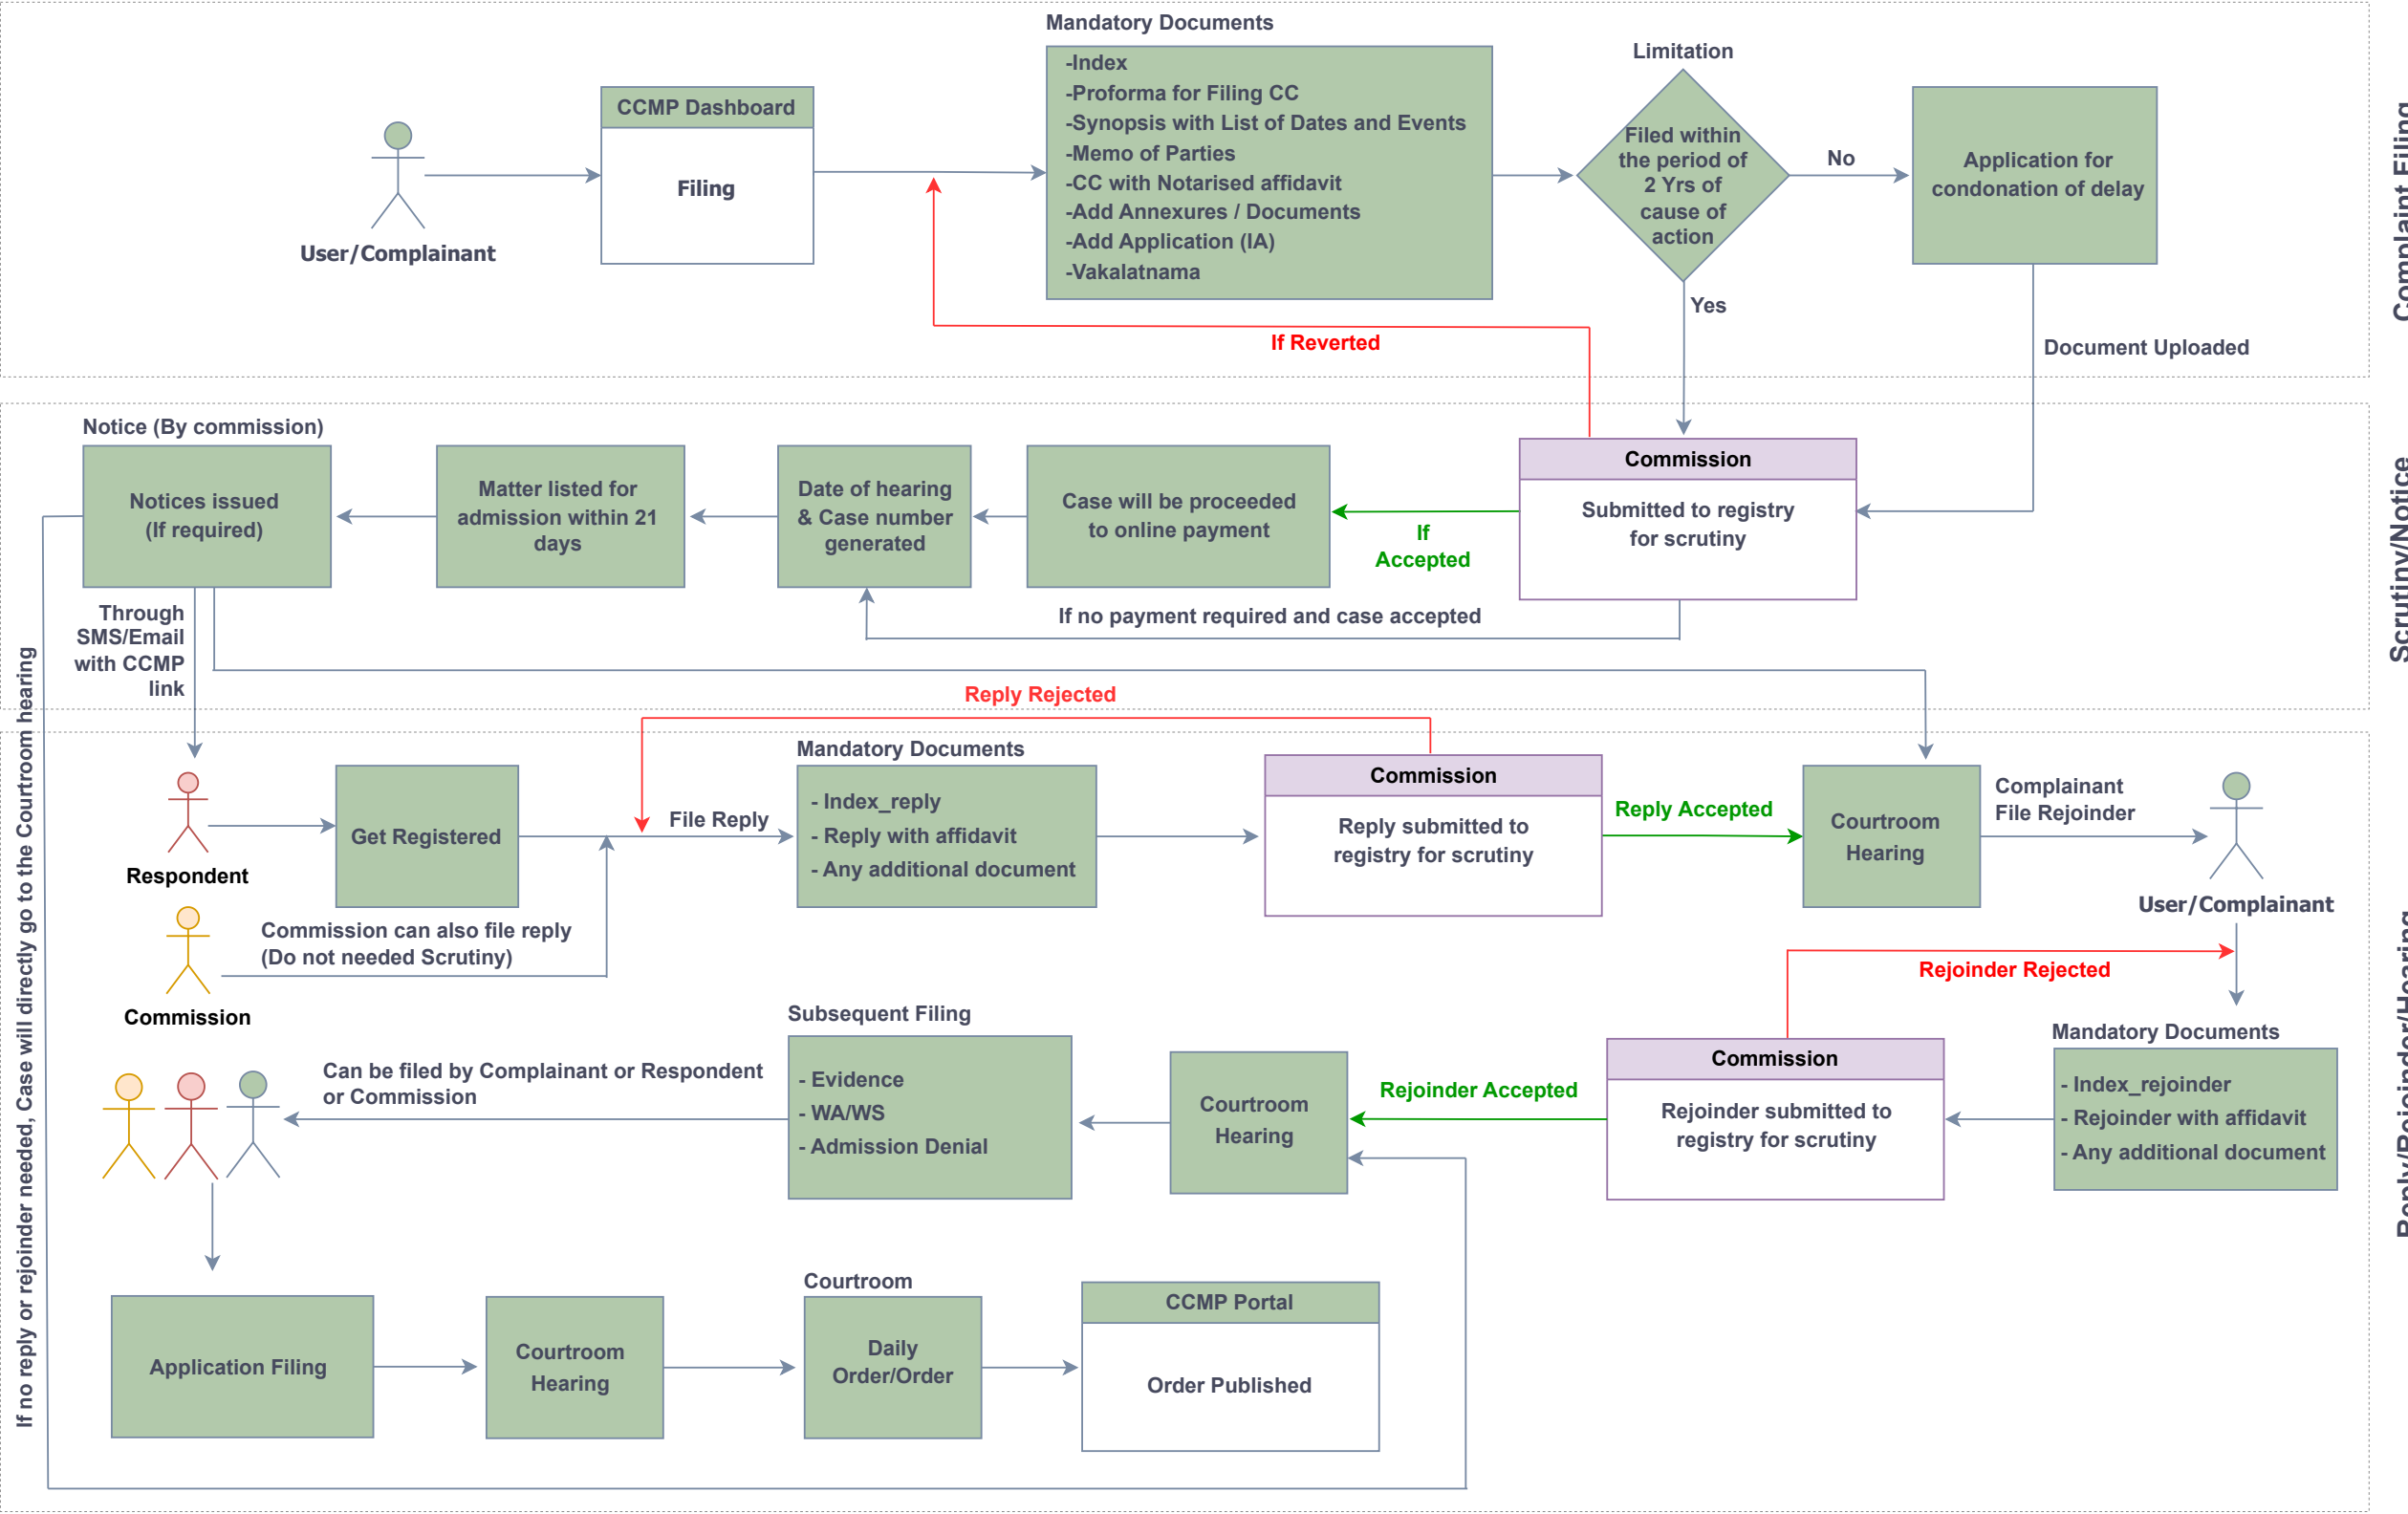 Mandatory Documents
-Index
-Proforma for Filing CC
-Synopsis with List of Dates and Events
-Memo of Parties
-CC with Notarised affidavit
-Add Annexures / Documents
-Add Application (IA)
-Vakalatnama
CCMP Dashboard
Filing
User/Complainant
Limitation
Filed within
the period of
2 Yrs of
cause of
action
No
Yes
Application for
condonation of delay
Document Uploaded
If Reverted
Complaint Filing
Notice (By commission)
Notices issued
(If required)
Matter listed for
admission within 21
days
Date of hearing
& Case number
generated
Case will be proceeded
to online payment
If
Accepted
Commission
Submitted to registry
for scrutiny
If no payment required and case accepted
Through
SMS/Email
with CCMP
link
Scrutiny/Notice
Reply Rejected
If no reply or rejoinder needed, Case will directly go to the Courtroom hearing
Respondent
Get Registered
File Reply
Mandatory Documents
- Index_reply
- Reply with affidavit
- Any additional document
Commission
Reply submitted to
registry for scrutiny
Reply Accepted
Courtroom
Hearing
Complainant
File Rejoinder
User/Complainant
Commission can also file reply
(Do not needed Scrutiny)
Commission
Rejoinder Rejected
Mandatory Documents
- Index_rejoinder
- Rejoinder with affidavit
- Any additional document
Commission
Rejoinder submitted to
registry for scrutiny
Rejoinder Accepted
Courtroom
Hearing
Subsequent Filing
- Evidence
- WA/WS
- Admission Denial
Can be filed by Complainant or Respondent
or Commission
Reply/Rejoinder/Hearing
Application Filing
Courtroom
Hearing
Courtroom
Daily
Order/Order
CCMP Portal
Order Published